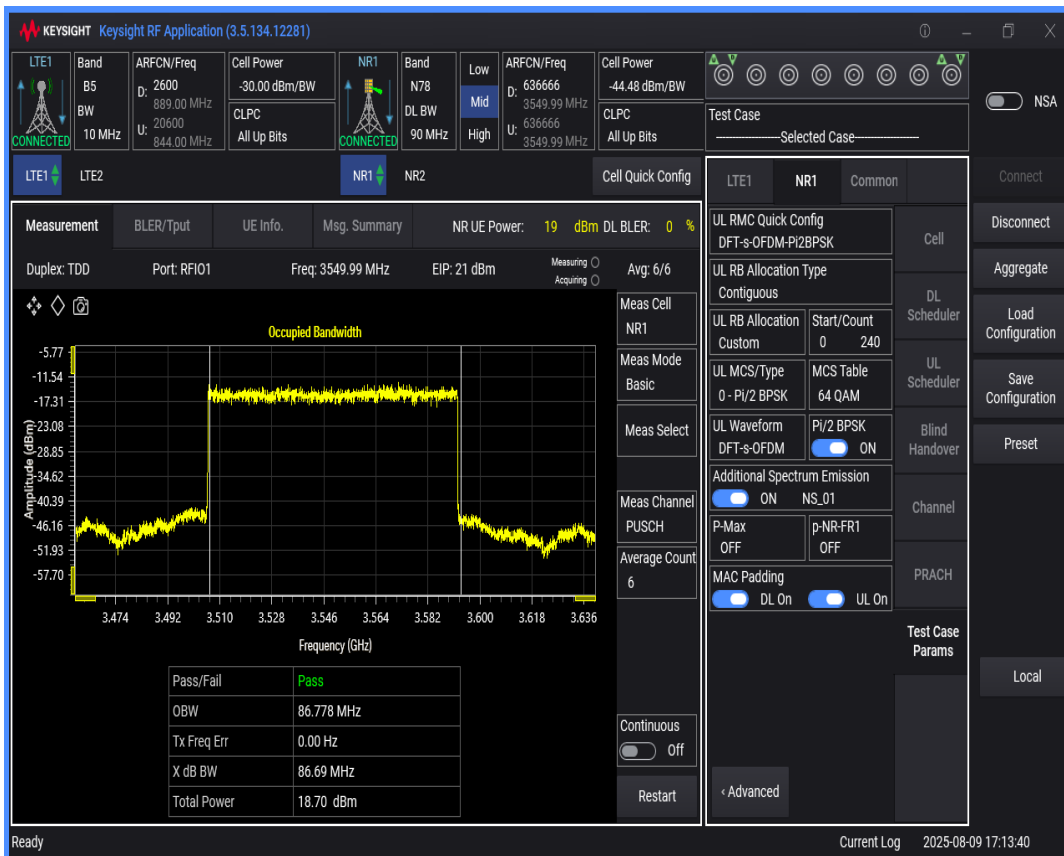 KEYSIGHT Keysight RF Application (3.5.134.12281)
LTE1 Band ARFCN/Freq Cell Power NR1 Band Low ARFCN/Freq Cell Power
B5 D: 2600 -30.00 dBm/BW N78 D: 636666 -44.48 dBm/BW
889.00 MHz 3549.99 MHz
BW CLPC DL BW Mid CLPC
CONNECTED 10 MHz U: 20600 All Up Bits CONNECTED 90 MHz High U: 636666 All Up Bits
844.00 MHz 3549.99 MHz
Test Case
Selected Case
NSA
LTE1 LTE2 NR1 NR2 Cell Quick Config
LTE1 NR1 Common
Connect
Disconnect
Aggregate
Load
Configuration
Save
Configuration
Preset
Local
Measurement BLER/Tput UE Info. Msg. Summary NR UE Power: 19 dBm DL BLER: 0 %
Duplex: TDD Port: RFIO1 Freq: 3549.99 MHz EIP: 21 dBm Measuring Avg: 6/6
Acquiring
Occupied Bandwidth
Amplitude (dBm)
-5.77
-11.54
-17.31
-23.08
-28.85
-34.62
-40.39
-46.16
-51.93
-57.70
3.474 3.492 3.510 3.528 3.546 3.564 3.582 3.600 3.618 3.636
Frequency (GHz)
Pass/Fail Pass
OBW 86.778 MHz
Tx Freq Err 0.00 Hz
X dB BW 86.69 MHz
Total Power 18.70 dBm
Meas Cell
NR1
Meas Mode
Basic
Meas Select
Meas Channel
PUSCH
Average Count
6
Continuous
Off
Restart
UL RMC Quick Config
DFT-s-OFDM-Pi2BPSK
UL RB Allocation Type
Contiguous
UL RB Allocation Start/Count
Custom 0 240
UL MCS/Type MCS Table
0 - Pi/2 BPSK 64 QAM
UL Waveform Pi/2 BPSK
DFT-s-OFDM ON
Additional Spectrum Emission
ON NS_01
P-Max p-NR-FR1
OFF OFF
MAC Padding
DL On UL On
‹ Advanced
Cell
DL
Scheduler
UL
Scheduler
Blind
Handover
Channel
PRACH
Test Case
Params
Ready Current Log 2025-08-09 17:13:40